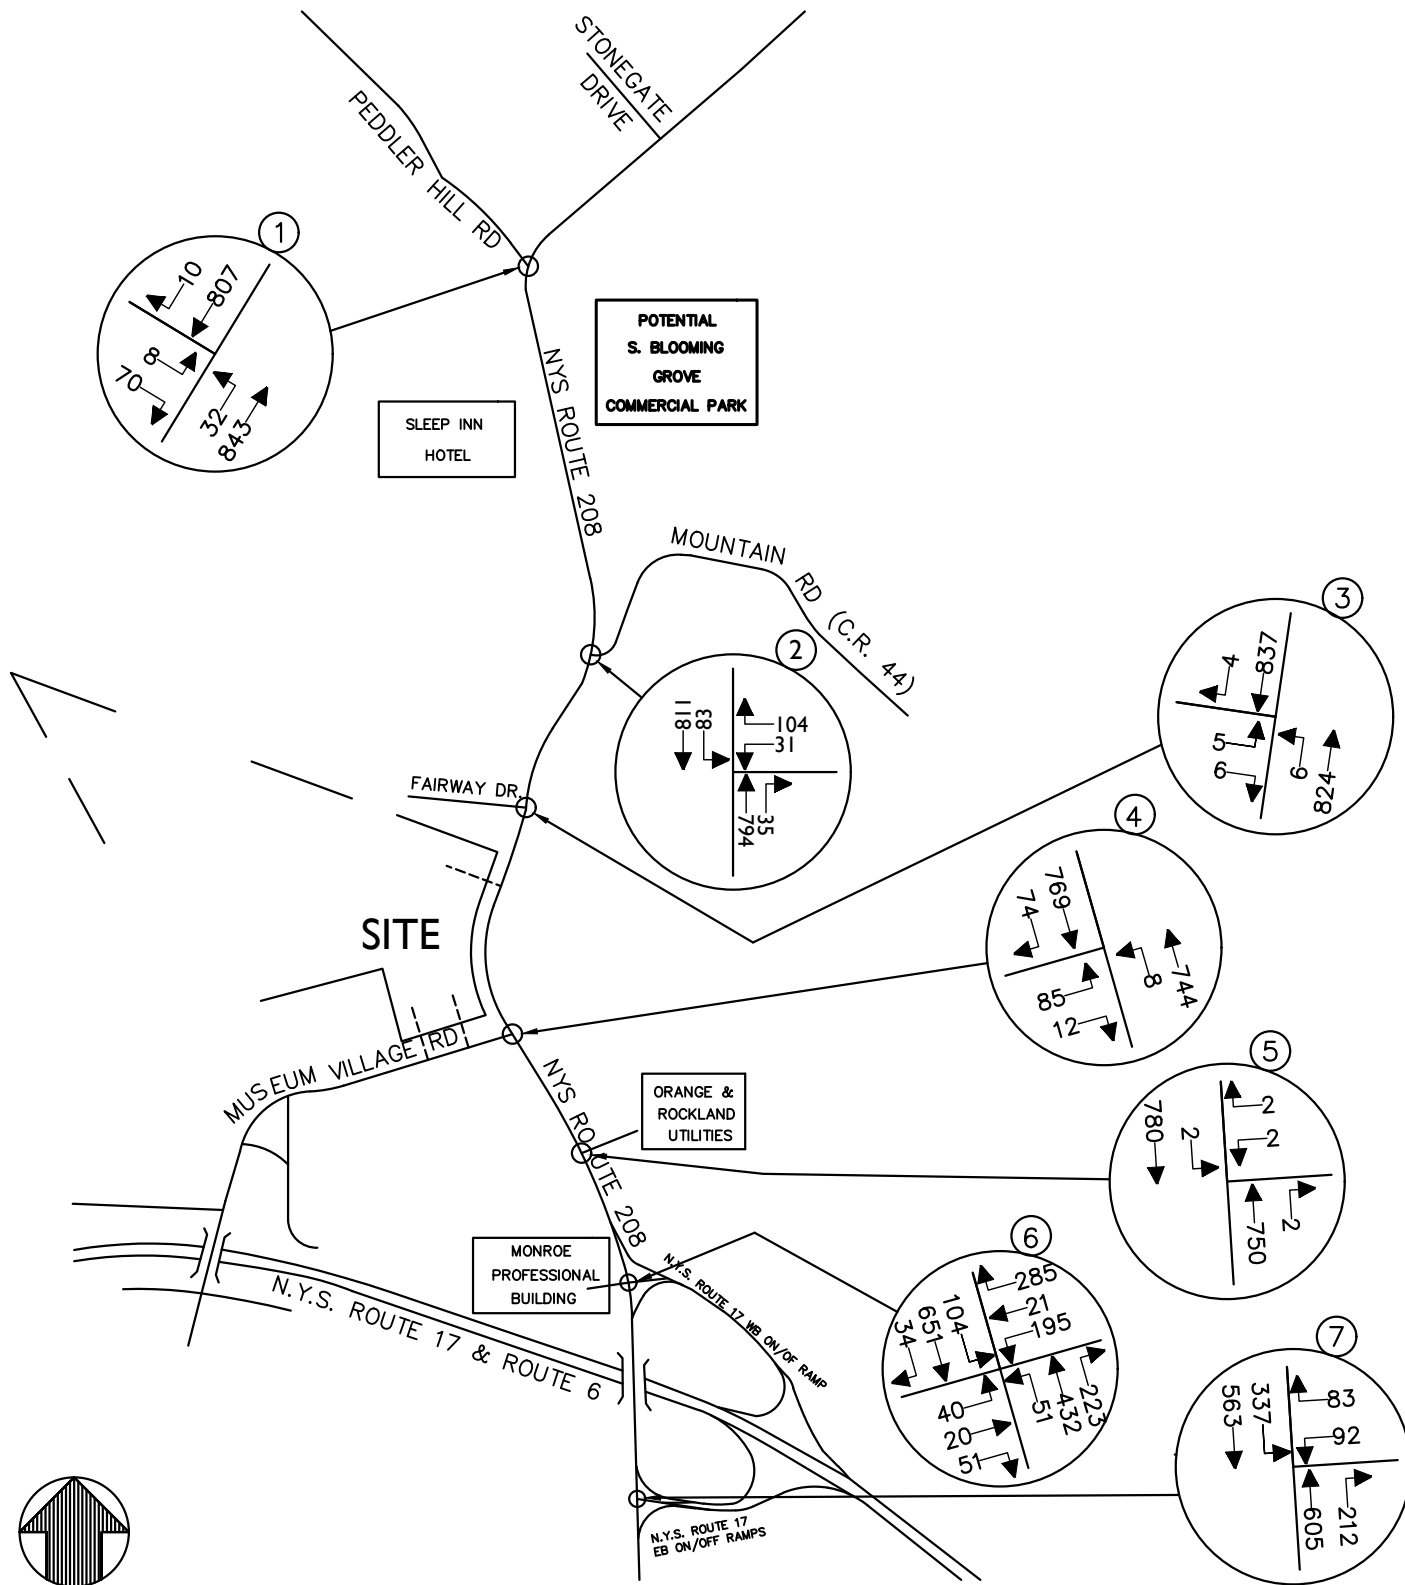 STONEGATE
DRIVE
PEDDLER HILL RD
1
10
807
8
70
32
843
POTENTIAL
S. BLOOMING
GROVE
COMMERCIAL PARK
NYS ROUTE 208
SLEEP INN
HOTEL
MOUNTAIN RD (C.R. 44)
2
811
83
104
31
794
35
3
4
837
5
6
6
824
FAIRWAY DR.
4
769
74
85
12
8
744
SITE
MUSEUM VILLAGE RD
NYS ROUTE 208
ORANGE &
ROCKLAND
UTILITIES
5
780
2
2
2
750
2
6
285
21
195
104
651
34
40
20
51
51
432
223
MONROE
PROFESSIONAL
BUILDING
N.Y.S. ROUTE 17 WB ON/OF RAMP
N.Y.S. ROUTE 17 & ROUTE 6
7
83
92
337
563
605
212
N.Y.S. ROUTE 17
EB ON/OFF RAMPS